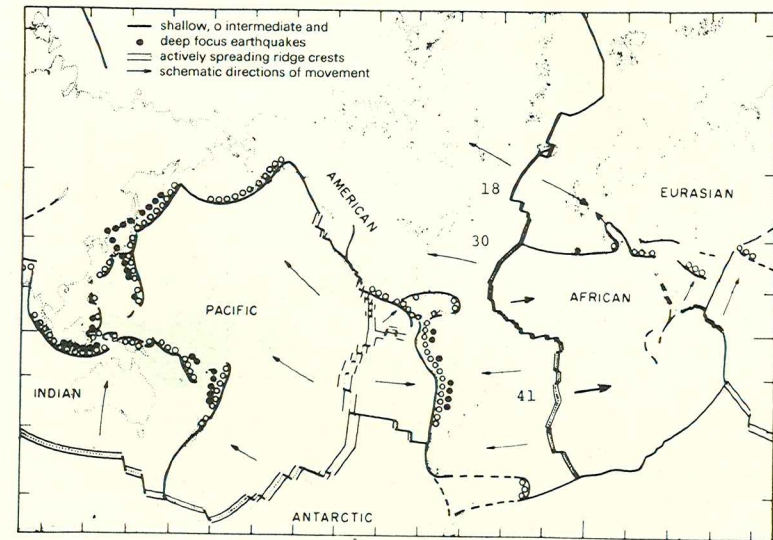 shallow, o intermediate and
deep focus earthquakes
actively spreading ridge crests
schematic directions of movement
AMERICAN
18
EURASIAN
30
PACIFIC
AFRICAN
INDIAN
41
ANTARCTIC